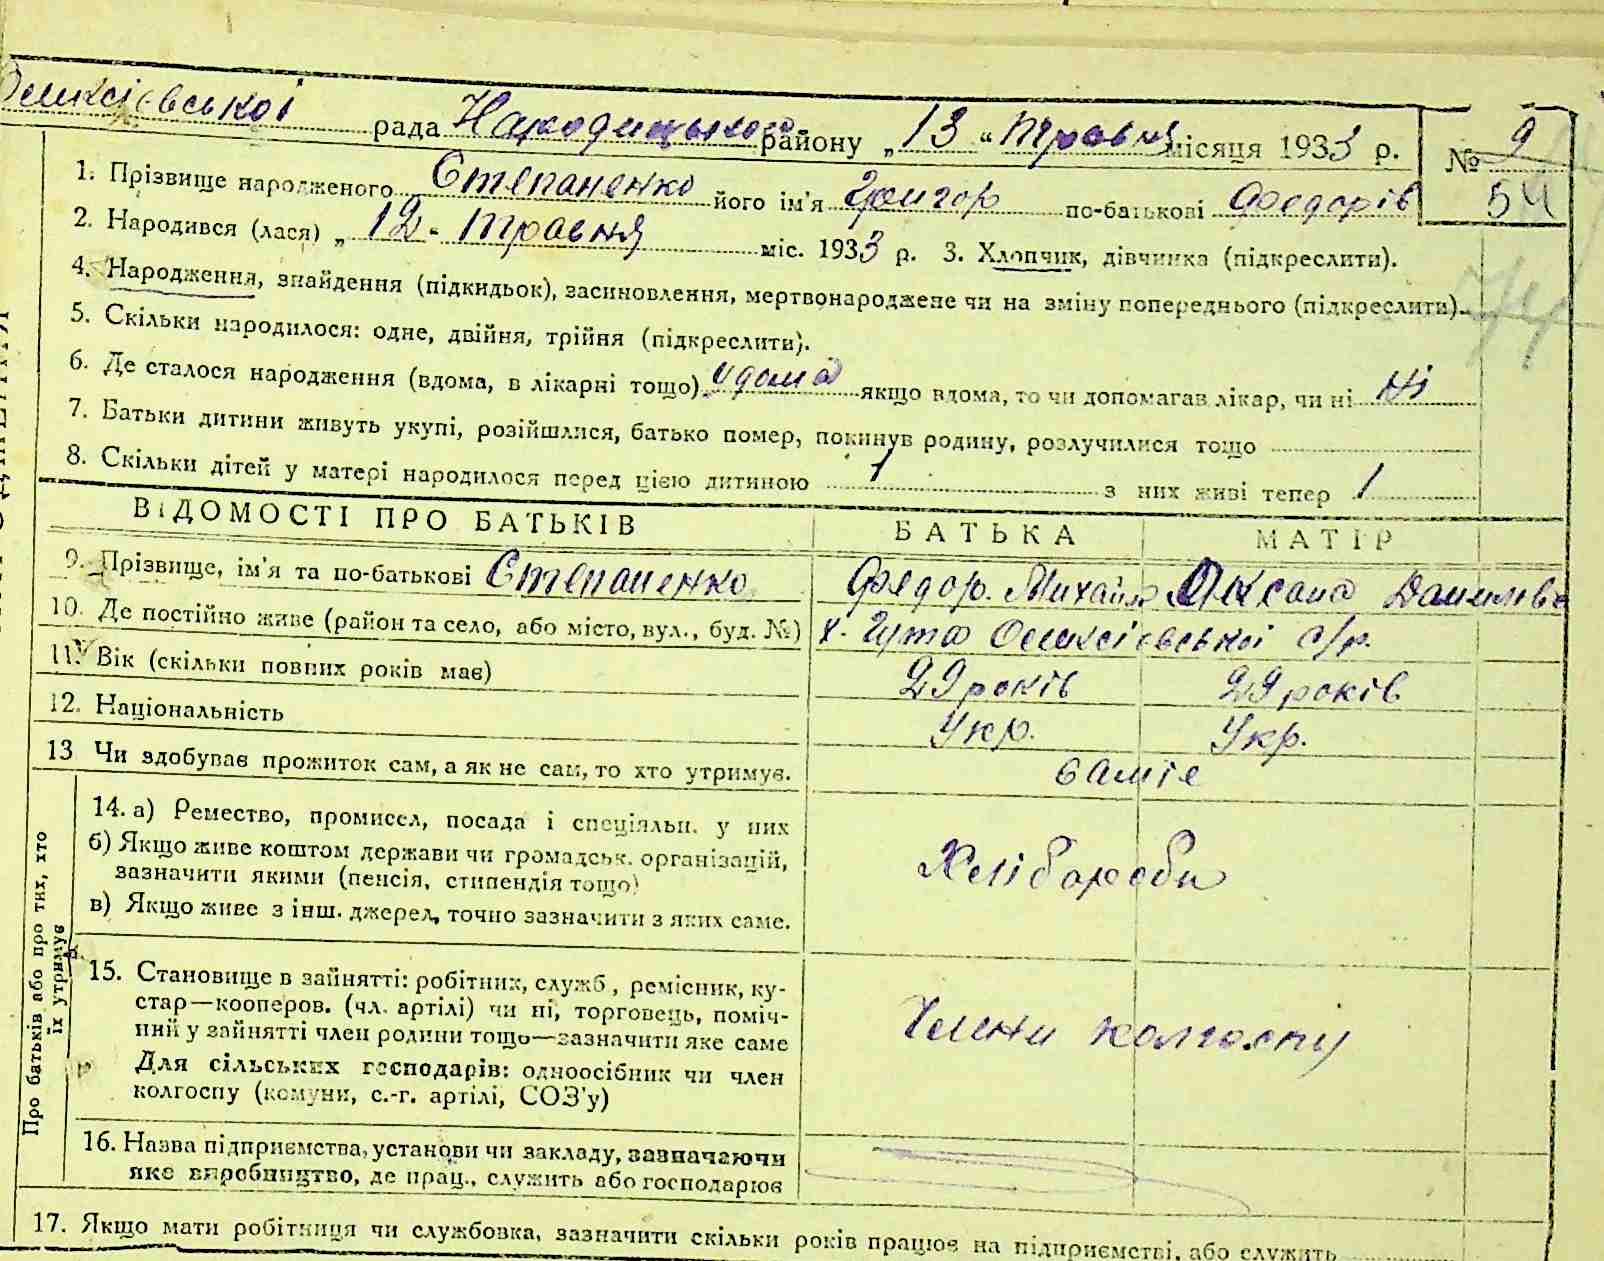 Олексієвської рада Народицького району „13“ травня місяця 1933 р. № 9
54
74
1. Прізвище народженого Степаненко його ім'я Григор по-батькові Федорів
2. Народився (лася) „12“ травня міс. 1933 р. 3. Хлопчик, дівчинка (підкреслити).
4. Народження, знайдення (підкидьок), засиновлення, мертвонароджене чи на зміну попереднього (підкреслити).
5. Скільки народилося: одне, двійня, трійня (підкреслити).
6. Де сталося народження (вдома, в лікарні тощо) удома якщо вдома, то чи допомагав лікар, чи ні ні
7. Батьки дитини живуть укупі, розійшлися, батько помер, покинув родину, розлучилися тощо
8. Скільки дітей у матері народилося перед цією дитиною 1 з них живі тепер 1
ВІДОМОСТІ ПРО БАТЬКІВ БАТЬКА МАТІР
9. Прізвище, ім'я та по-батькові Степаненко Федор. Михайл Оксана Данилівна
10. Де постійно живе (район та село, або місто, вул., буд. №) х. Гута Олексієвської с/р.
11. Вік (скільки повних років має) 29 років 29 років
12. Національність Укр. Укр.
13 Чи здобуває прожиток сам, а як не сам, то хто утримує. самі
Про батьків або про тих, хто їх утримує
14. а) Ремество, промисел, посада і спеціяльн. у них
б) Якщо живе коштом держави чи громадськ. організацій,
зазначити якими (пенсія, стипендія тощо)
в) Якщо живе з інш. джерел, точно зазначити з яких саме.
Хлібороби
15. Становище в зайнятті: робітник, служб., ремісник, ку-
стар—кооперов. (чл. артілі) чи ні, торговець, поміч-
ний у зайнятті член родини тощо—зазначити яке саме
Для сільських господарів: одноосібник чи член
колгоспу (комуни, с.-г. артілі, СОЗ'у)
Члени колгоспу
16. Назва підприємства, установи чи закладу, зазначаючи
яке виробництво, де прац., служить або господарює
17. Якщо мати робітниця чи службовка, зазначити скільки років працює на підприємстві, або служить